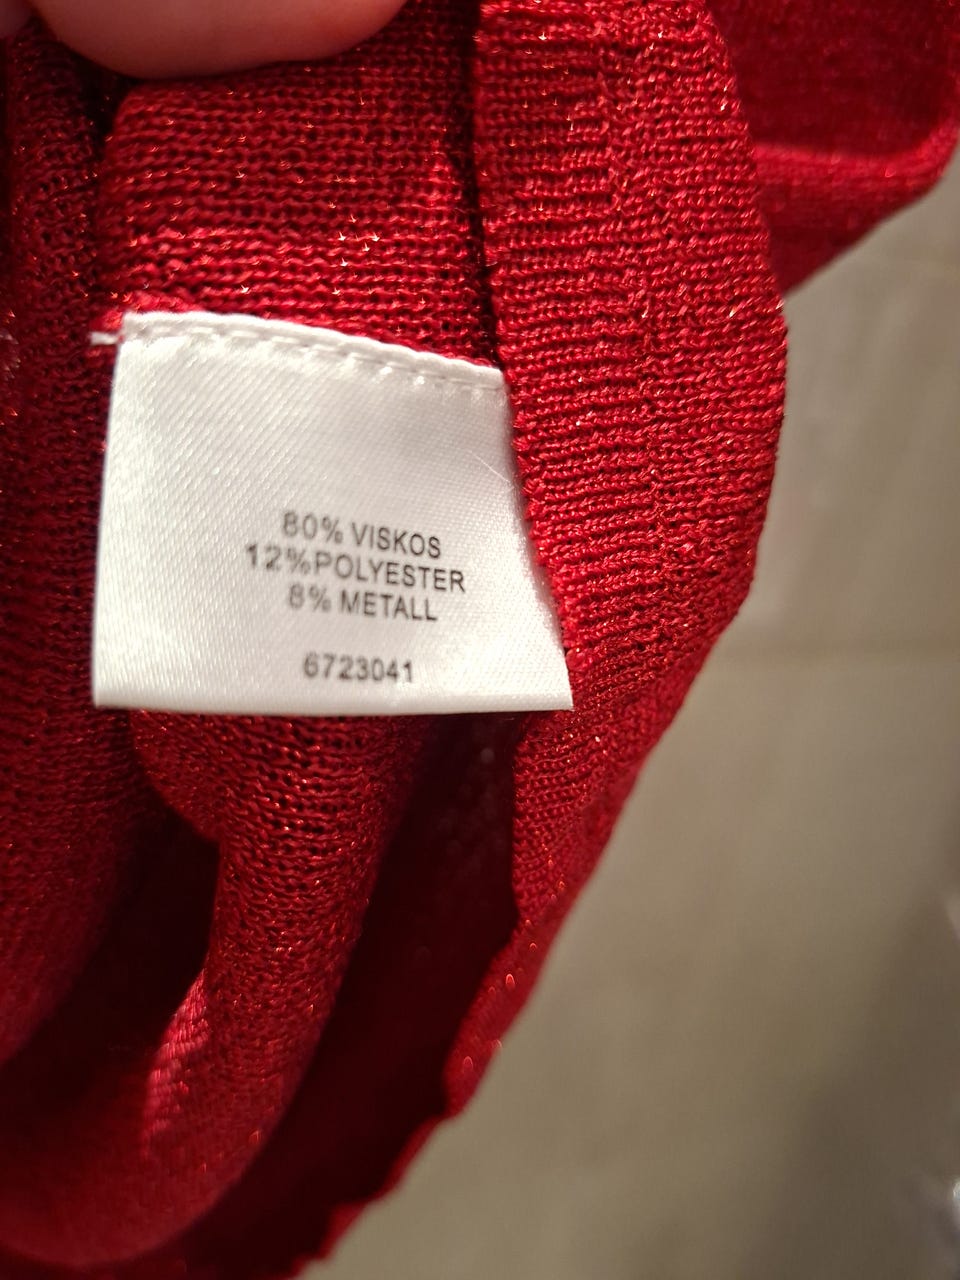 80% VISKOS
12%POLYESTER
8% METALL
6723041